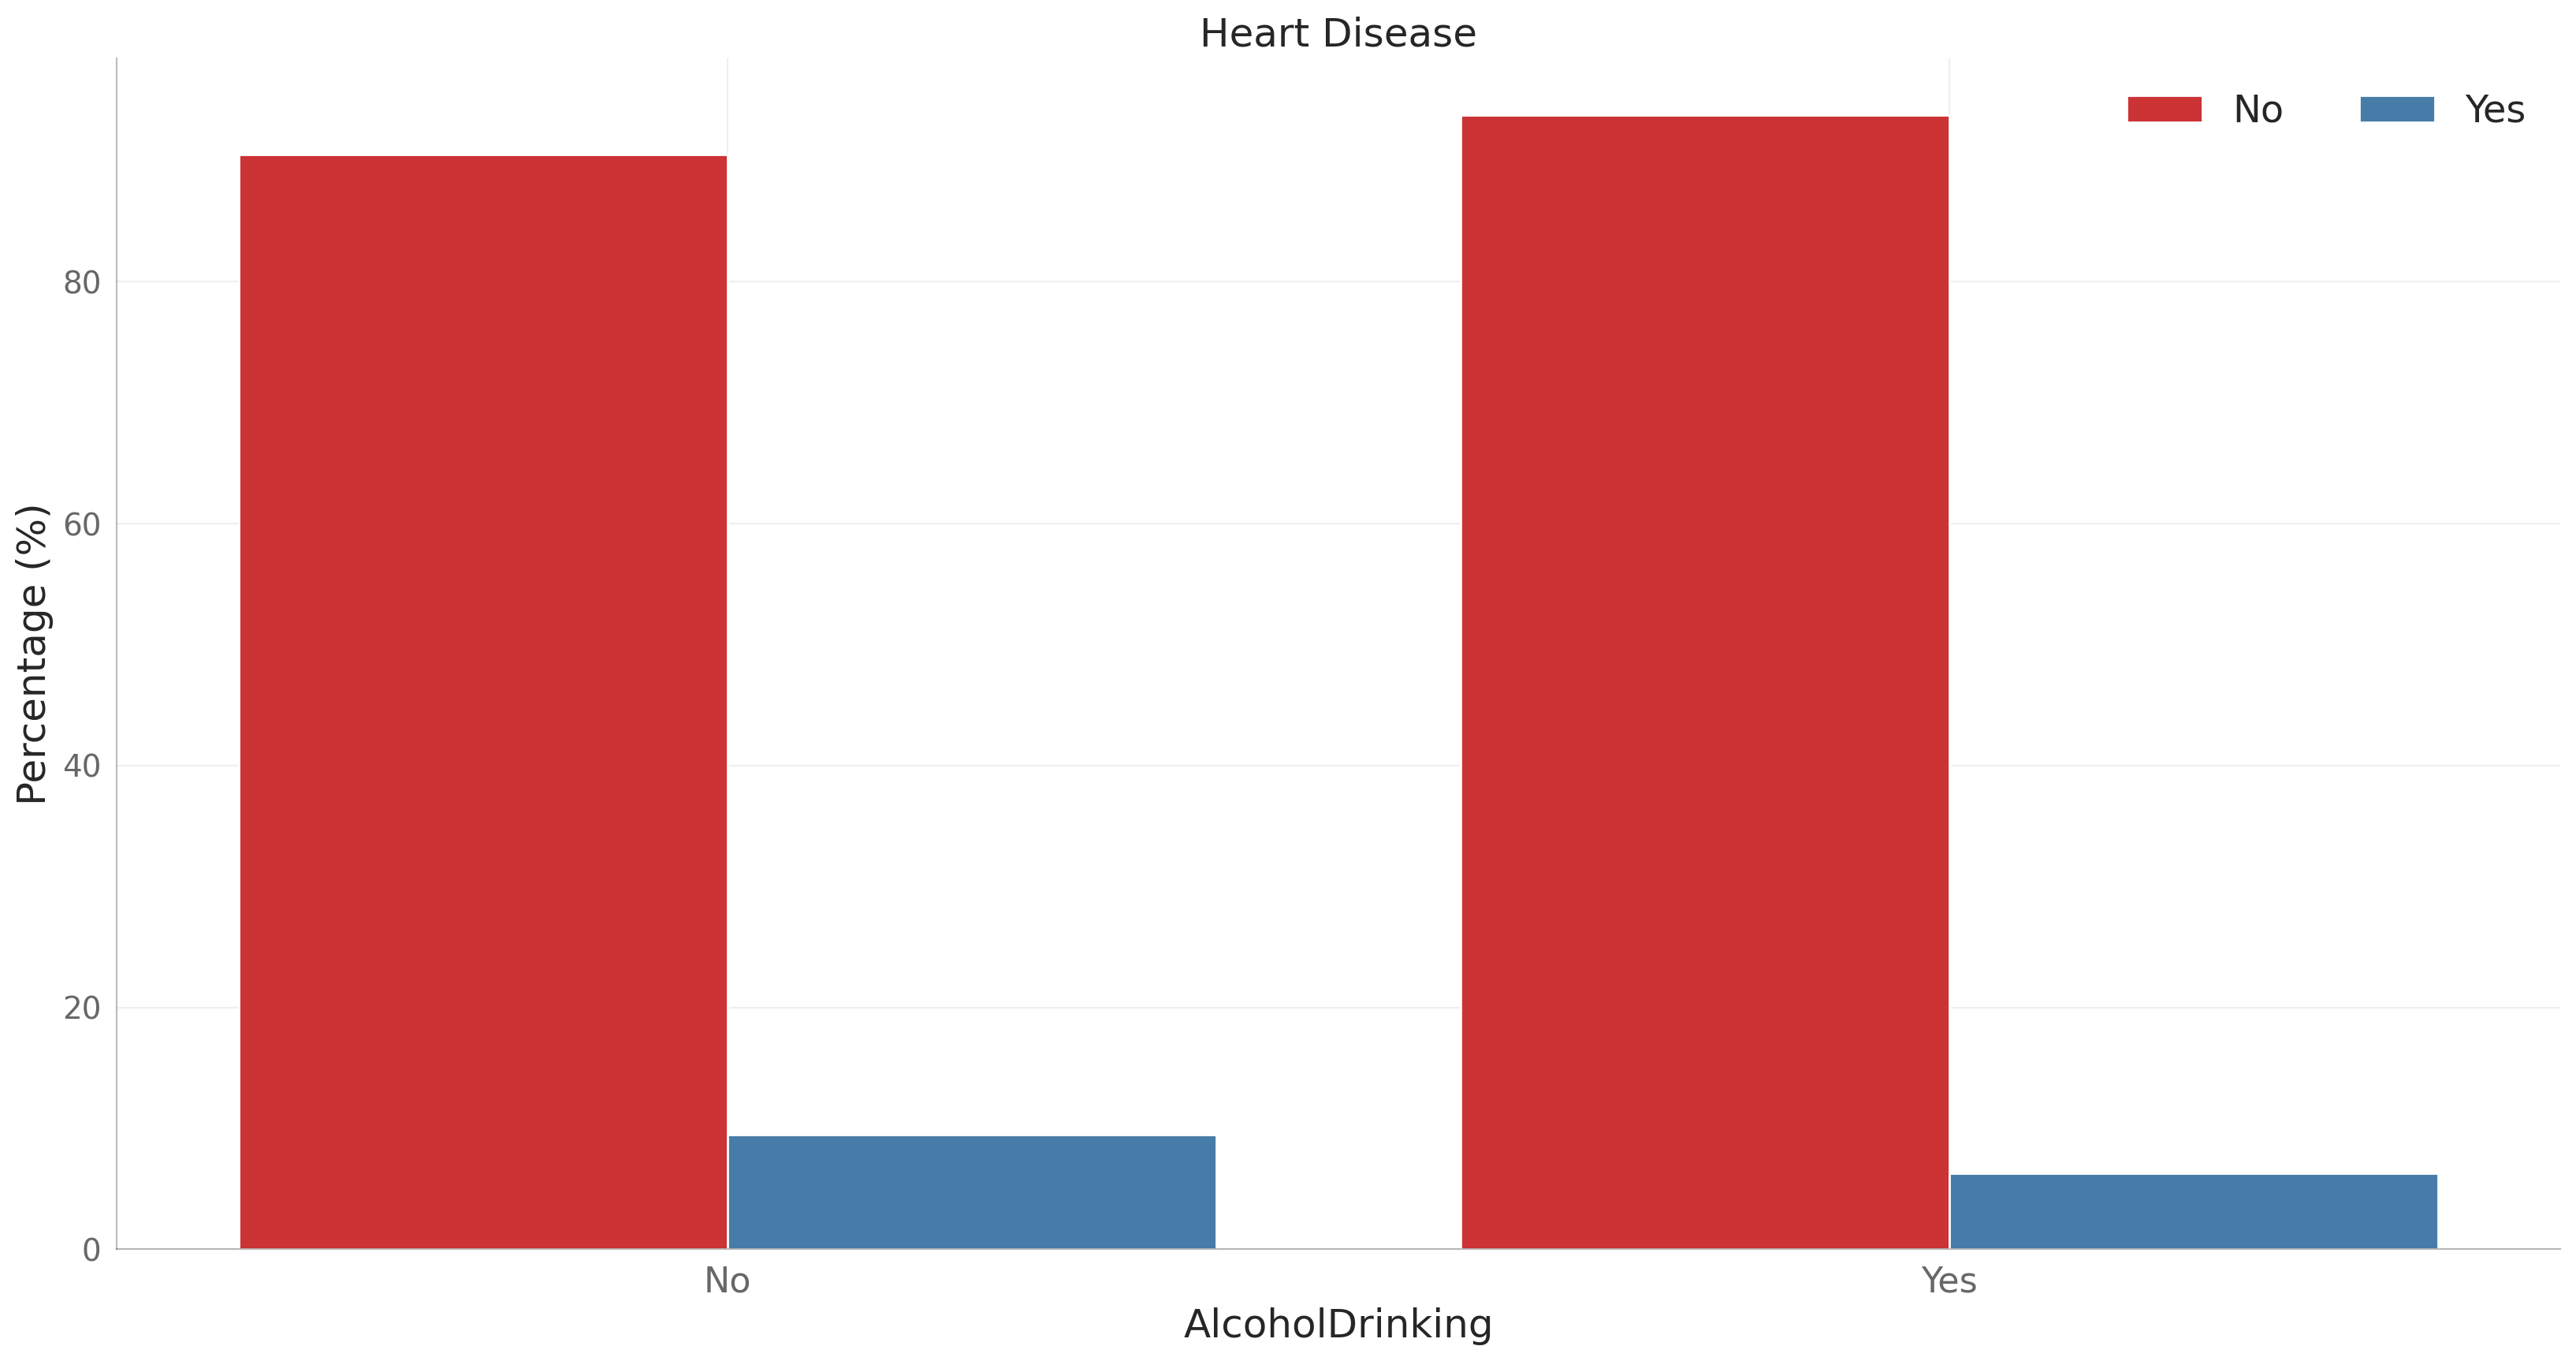 Heart Disease
No
Yes
Percentage (%)
80
60
40
20
0
No
Yes
AlcoholDrinking